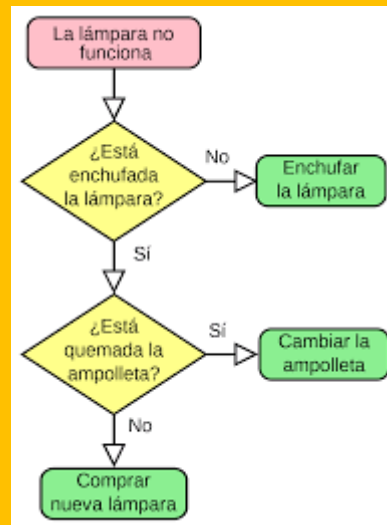 La lámpara no
funciona
¿Está
enchufada
la lámpara?
No
Enchufar
la lámpara
Sí
¿Está
quemada la
ampolleta?
Sí
Cambiar la
ampolleta
No
Comprar
nueva lámpara